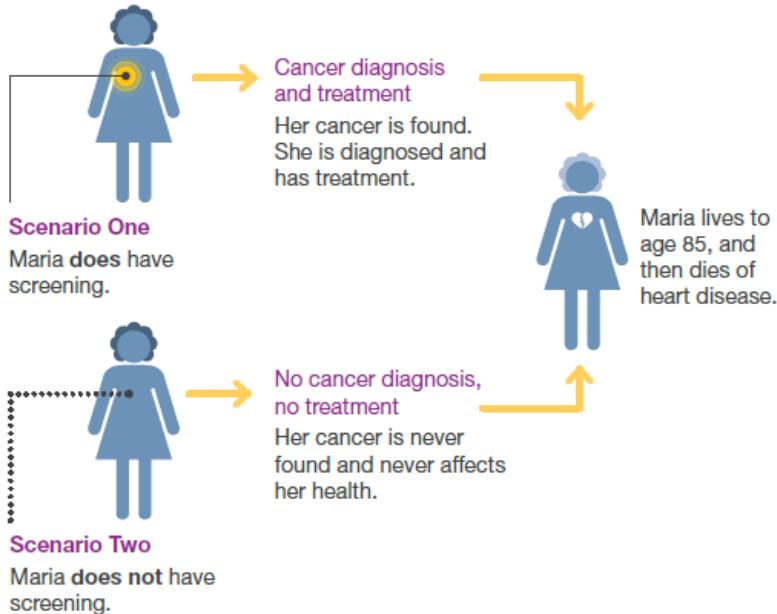 Cancer diagnosis
and treatment
Her cancer is found.
She is diagnosed and
has treatment.
Scenario One
Maria does have
screening.
Maria lives to
age 85, and
then dies of
heart disease.
No cancer diagnosis,
no treatment
Her cancer is never
found and never affects
her health.
Scenario Two
Maria does not have
screening.